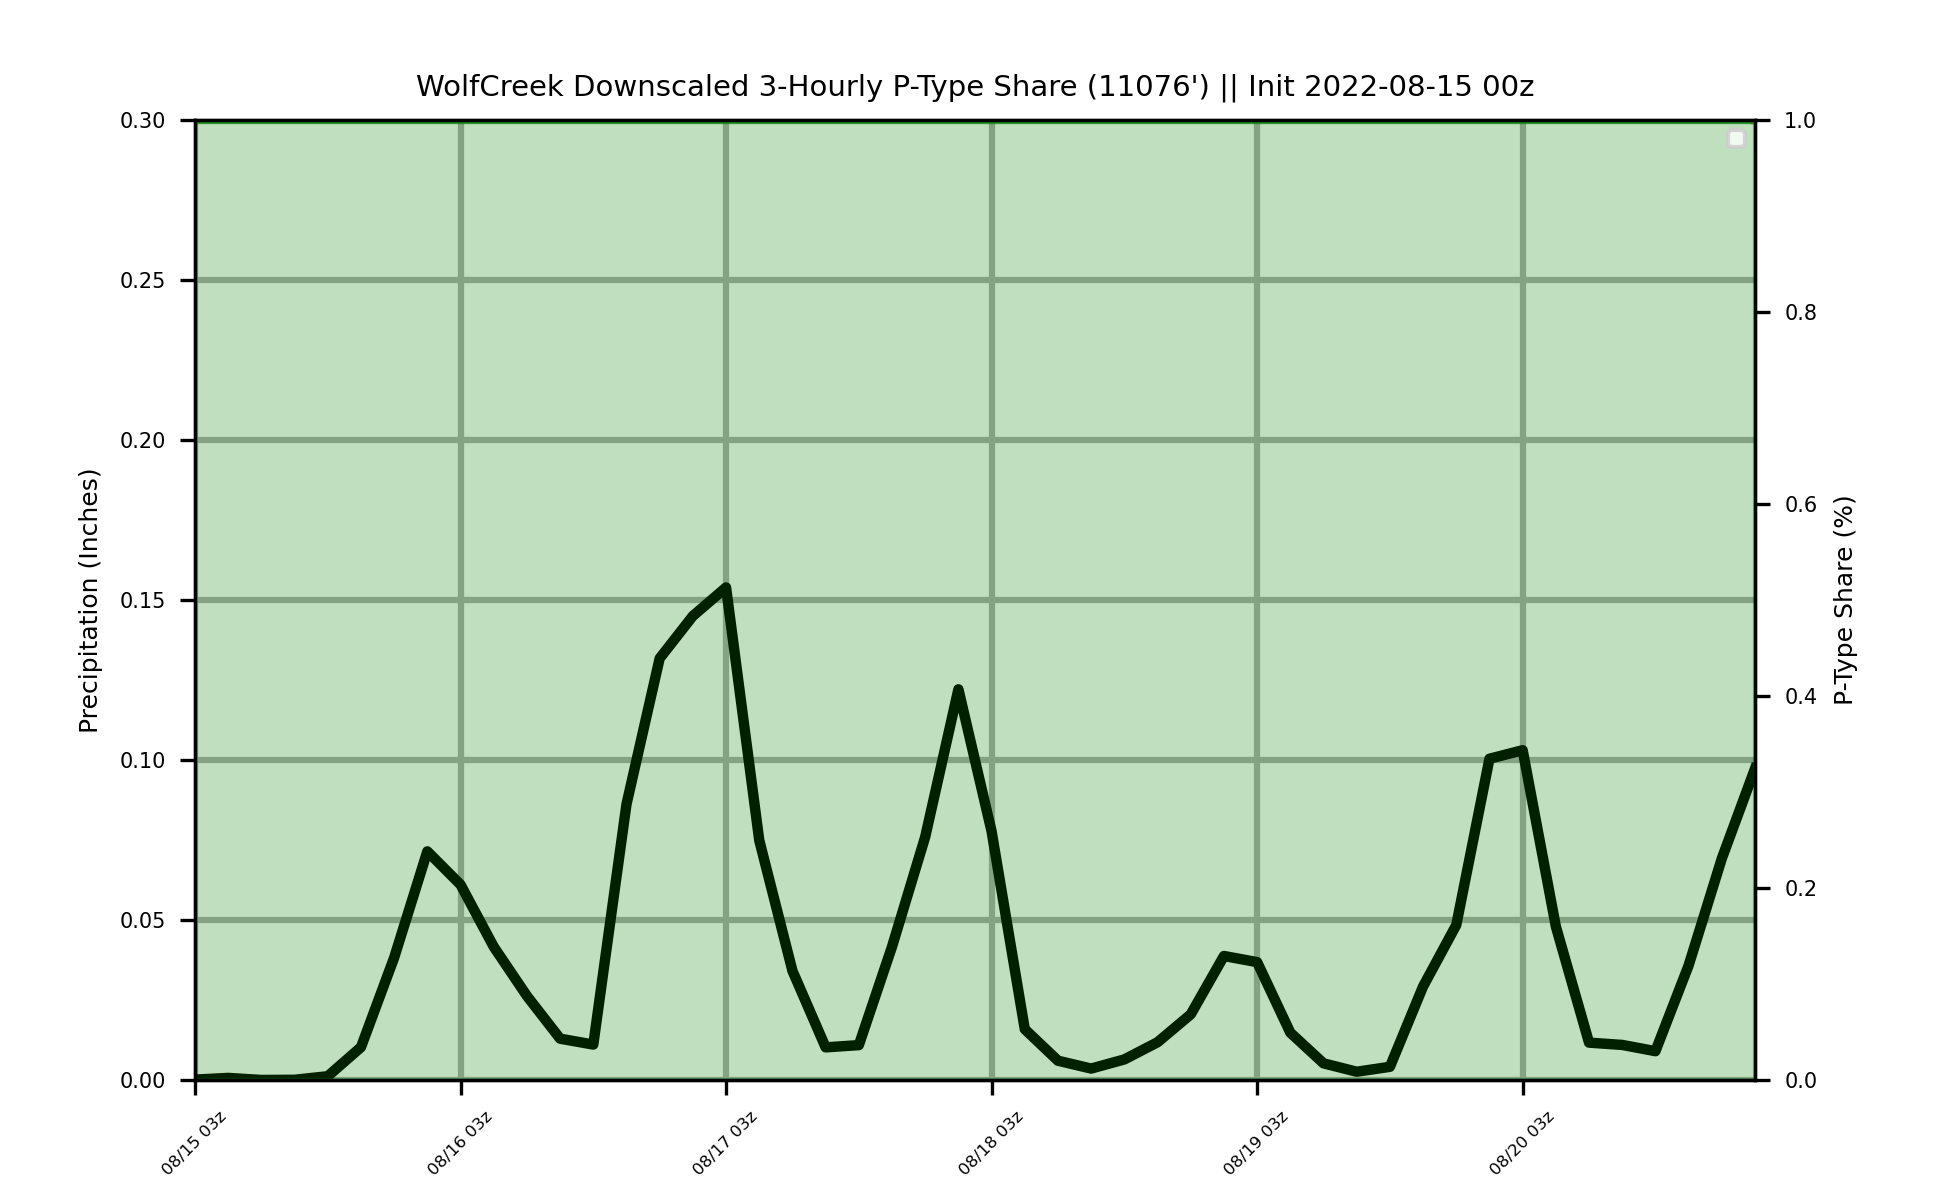 WolfCreek Downscaled 3-Hourly P-Type Share (11076') || Init 2022-08-15 00z
0.30
0.25
0.20
0.15
0.10
0.05
0.00
Precipitation (Inches)
1.0
0.8
0.6
0.4
0.2
0.0
P-Type Share (%)
08/15 03z
08/16 03z
08/17 03z
08/18 03z
08/19 03z
08/20 03z